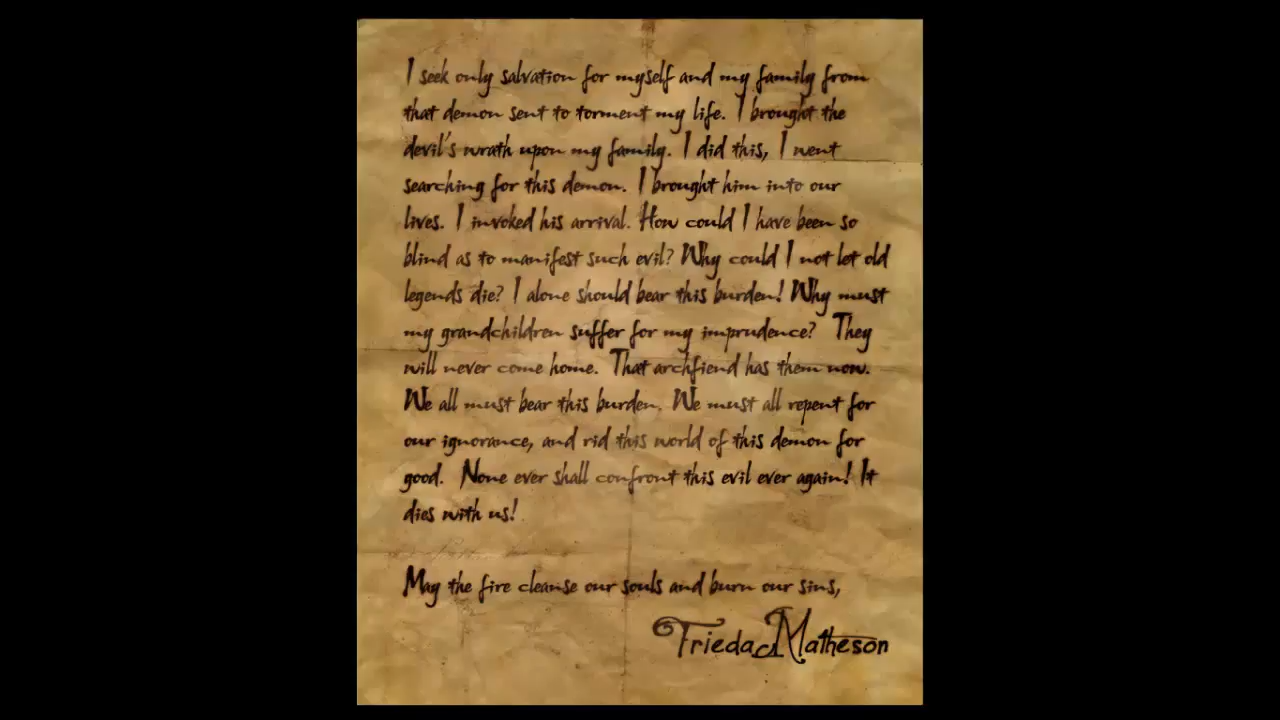 I seek only salvation for myself and my family from
that demon sent to torment my life. I brought the
devil's wrath upon my family. I did this, I went
searching for this demon. I brought him into our
lives. I invoked his arrival. How could I have been so
blind as to manifest such evil? Why could I not let old
legends die? I alone should bear this burden! Why must
my grandchildren suffer for my imprudence? They
will never come home. That archfiend has them now.
We all must bear this burden. We must all repent for
our ignorance, and rid this world of this demon for
good. None ever shall confront this evil ever again! It
dies with us!
May the fire cleanse our souls and burn our sins,
Frieda Matheson